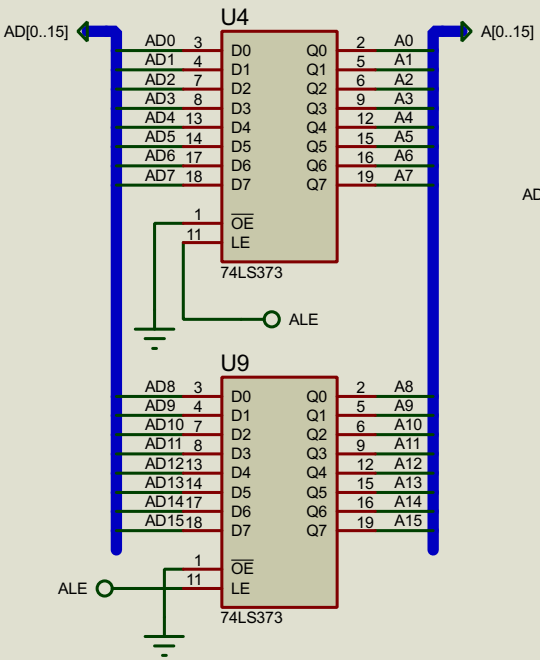 U4
AD[0..15] A[0..15]
AD0 3 D0 Q0 2 A0
AD1 4 D1 Q1 5 A1
AD2 7 D2 Q2 6 A2
AD3 8 D3 Q3 9 A3
AD4 13 D4 Q4 12 A4
AD5 14 D5 Q5 15 A5
AD6 17 D6 Q6 16 A6
AD7 18 D7 Q7 19 A7
AD
1 OE
11 LE
74LS373
ALE
U9
AD8 3 D0 Q0 2 A8
AD9 4 D1 Q1 5 A9
AD10 7 D2 Q2 6 A10
AD11 8 D3 Q3 9 A11
AD12 13 D4 Q4 12 A12
AD13 14 D5 Q5 15 A13
AD14 17 D6 Q6 16 A14
AD15 18 D7 Q7 19 A15
1 OE
ALE 11 LE
74LS373